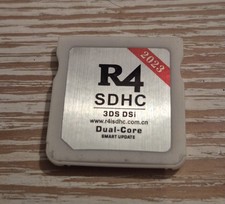 2023
R4
SDHC
3DS DSi
www.r4isdhc.com.cn
Dual-Core
SMART UPDATE